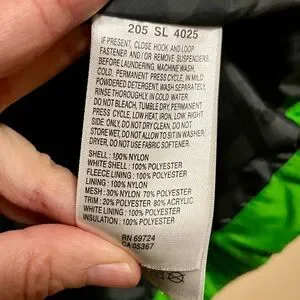 205 SL 4025
IF PRESENT, CLOSE HOOK AND LOOP
FASTENER AND/OR REMOVE SUSPENDERS.
BEFORE LAUNDERING, MACHINE WASH
COLD. PERMANENT PRESS CYCLE, IN MILD
POWDERED DETERGENT, WASH SEPARATELY.
RINSE THOROUGHLY, IN COLD WATER.
DO NOT BLEACH, TUMBLE DRY, PERMANENT
PRESS CYCLE, LOW HEAT, IRON, LOW, RIGHT
SIDE ONLY. DO NOT DRY CLEAN, DO NOT
STORE WET, DO NOT ALLOW TO SIT IN WASHER/
DRYER, DO NOT USE FABRIC SOFTENER.
SHELL : 100% NYLON
WHITE SHELL : 100% POLYESTER
FLEECE LINING : 100% POLYESTER
LINING : 100% NYLON
MESH : 30% NYLON 70% POLYESTER
TRIM : 20% POLYESTER 80% ACRYLIC
WHITE LINING : 100% POLYESTER
INSULATION : 100% POLYESTER
RN 69724
CA 05367